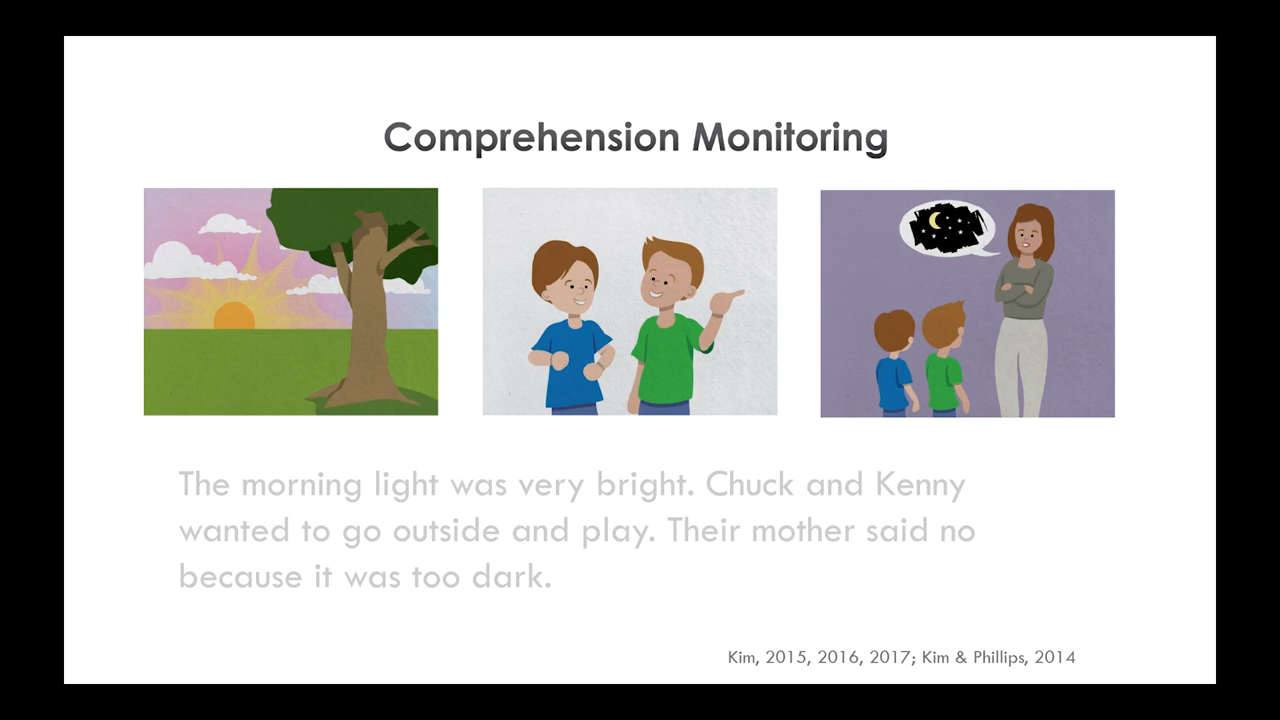 Comprehension Monitoring
The morning light was very bright. Chuck and Kenny
wanted to go outside and play. Their mother said no
because it was too dark.
Kim, 2015, 2016, 2017; Kim & Phillips, 2014